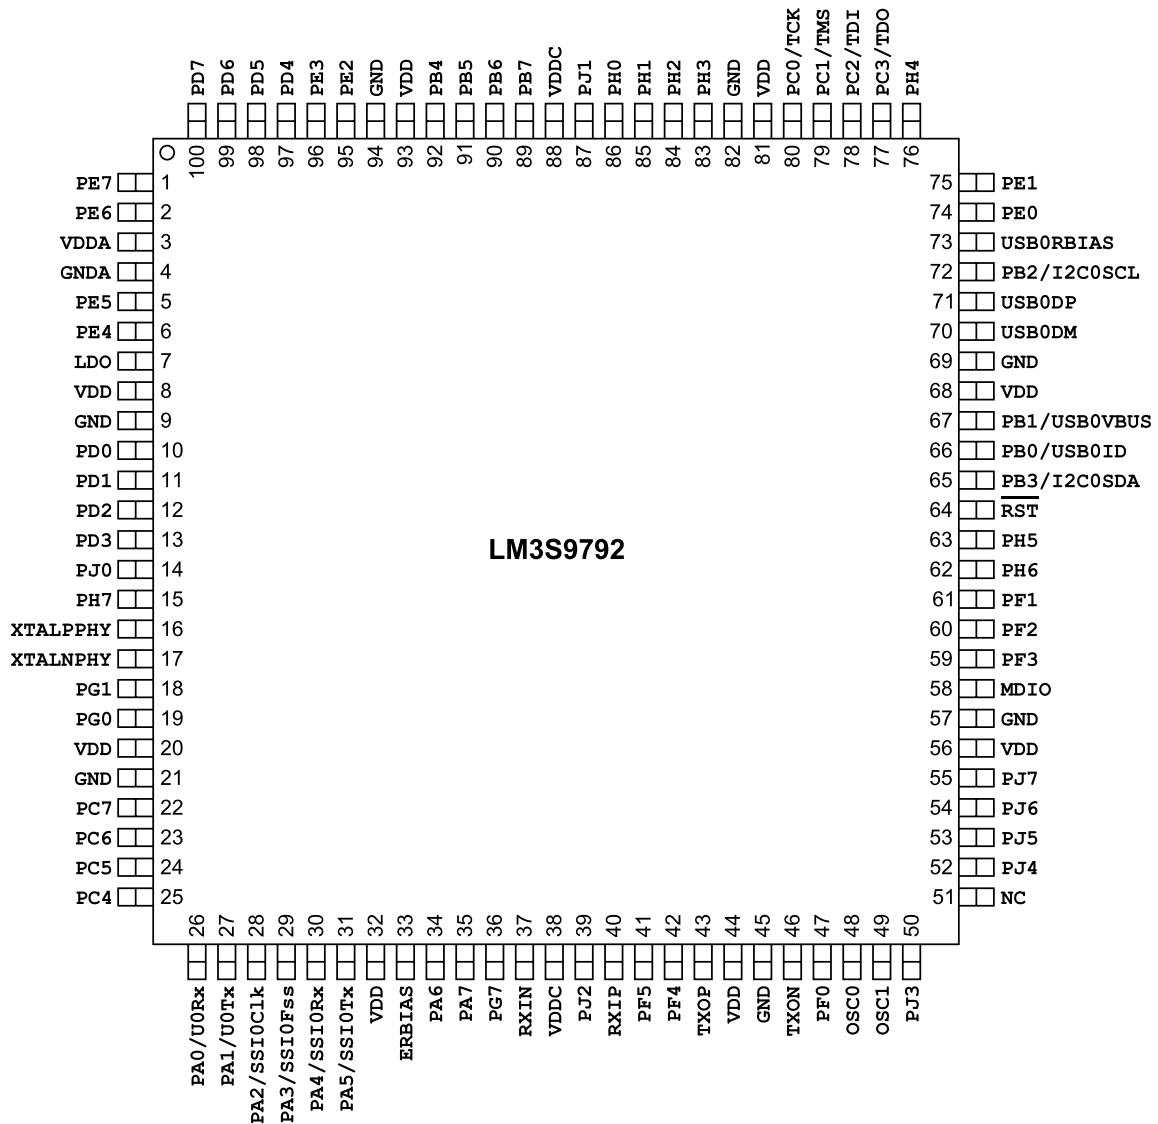 PD7 PD6 PD5 PD4 PE3 PE2 GND VDD PB4 PB5 PB6 PB7 VDDC PJ1 PH0 PH1 PH2 PH3 GND VDD PC0/TCK PC1/TMS PC2/TDI PC3/TDO PH4
100 99 98 97 96 95 94 93 92 91 90 89 88 87 86 85 84 83 82 81 80 79 78 77 76
PE7 1 75 PE1
PE6 2 74 PE0
VDDA 3 73 USB0RBIAS
GNDA 4 72 PB2/I2C0SCL
PE5 5 71 USB0DP
PE4 6 70 USB0DM
LDO 7 69 GND
VDD 8 68 VDD
GND 9 67 PB1/USB0VBUS
PD0 10 66 PB0/USB0ID
PD1 11 65 PB3/I2C0SDA
PD2 12 64 RST
PD3 13 63 PH5
PJ0 14 62 PH6
PH7 15 61 PF1
XTALPPHY 16 60 PF2
XTALNPHY 17 59 PF3
PG1 18 58 MDIO
PG0 19 57 GND
VDD 20 56 VDD
GND 21 55 PJ7
PC7 22 54 PJ6
PC6 23 53 PJ5
PC5 24 52 PJ4
PC4 25 51 NC
LM3S9792
26 27 28 29 30 31 32 33 34 35 36 37 38 39 40 41 42 43 44 45 46 47 48 49 50
PA0/U0Rx PA1/U0Tx PA2/SSI0Clk PA3/SSI0Fss PA4/SSI0Rx PA5/SSI0Tx VDD ERBIAS PA6 PA7 PG7 RXIN VDDC PJ2 RXIP PF5 PF4 TXOP VDD GND TXON PF0 OSC0 OSC1 PJ3